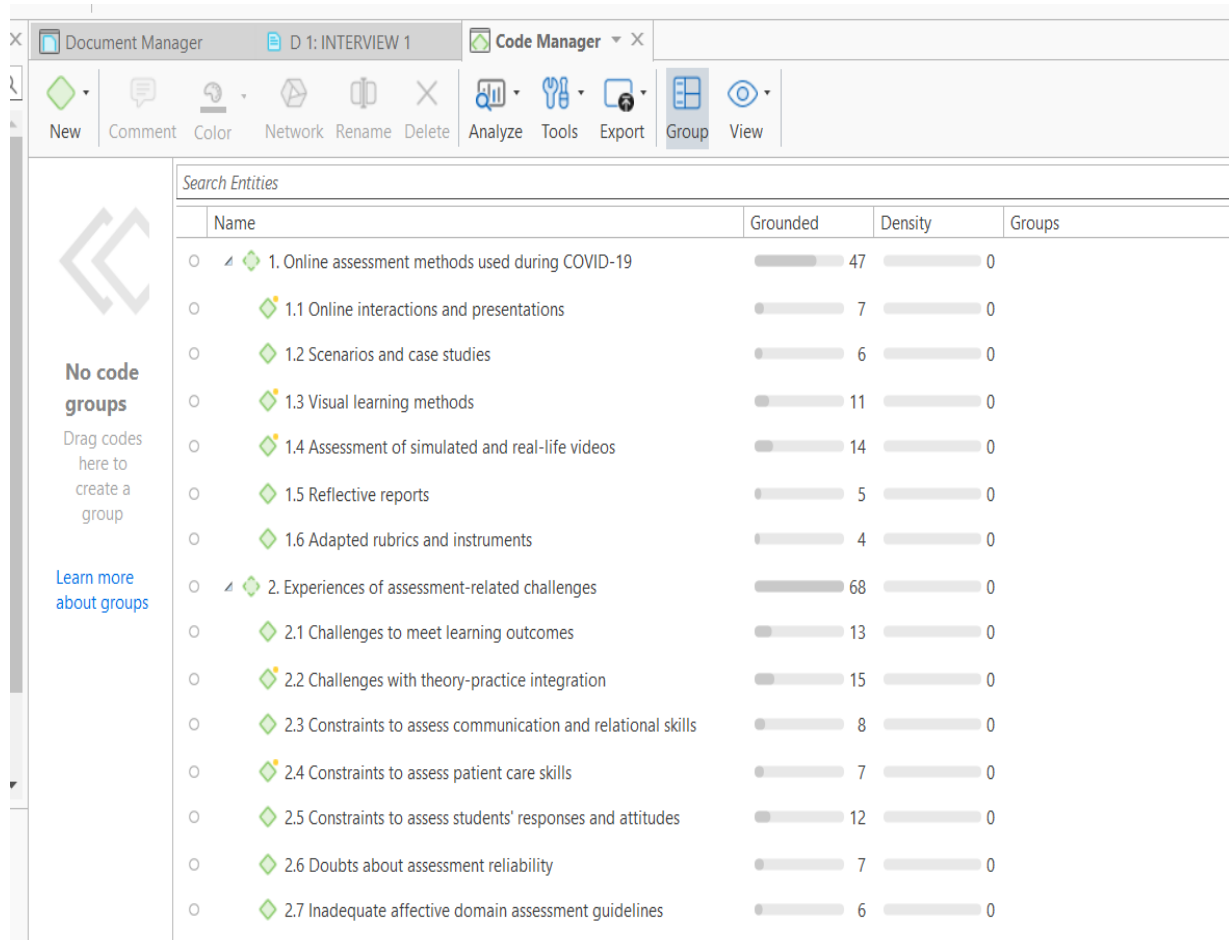 Document Manager D 1: INTERVIEW 1 Code Manager
New Comment Color Network Rename Delete Analyze Tools Export Group View
Search Entities
Name Grounded Density Groups
1. Online assessment methods used during COVID-19 47 0
1.1 Online interactions and presentations 7 0
1.2 Scenarios and case studies 6 0
1.3 Visual learning methods 11 0
1.4 Assessment of simulated and real-life videos 14 0
1.5 Reflective reports 5 0
1.6 Adapted rubrics and instruments 4 0
2. Experiences of assessment-related challenges 68 0
2.1 Challenges to meet learning outcomes 13 0
2.2 Challenges with theory-practice integration 15 0
2.3 Constraints to assess communication and relational skills 8 0
2.4 Constraints to assess patient care skills 7 0
2.5 Constraints to assess students' responses and attitudes 12 0
2.6 Doubts about assessment reliability 7 0
2.7 Inadequate affective domain assessment guidelines 6 0
No code
groups
Drag codes
here to
create a
group
Learn more
about groups